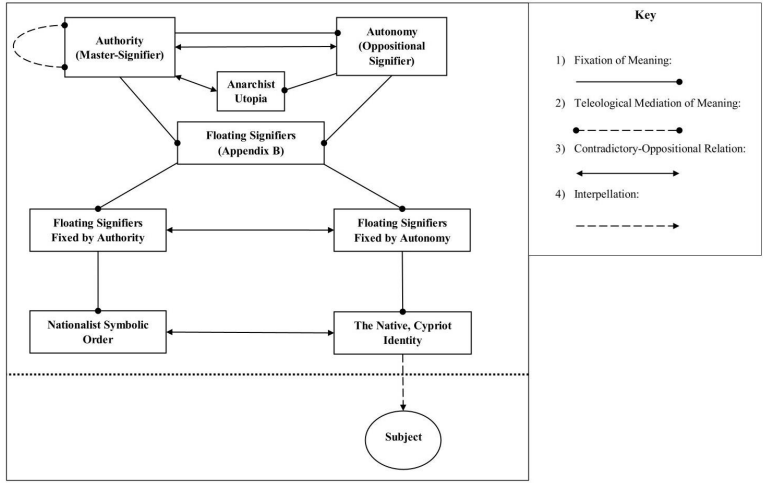 Authority
(Master-Signifier)
Autonomy
(Oppositional
Signifier)
Anarchist
Utopia
Floating Signifiers
(Appendix B)
Floating Signifiers
Fixed by Authority
Floating Signifiers
Fixed by Autonomy
Nationalist Symbolic
Order
The Native, Cypriot
Identity
Subject
Key
1) Fixation of Meaning:
2) Teleological Mediation of Meaning:
3) Contradictory-Oppositional Relation:
4) Interpellation: